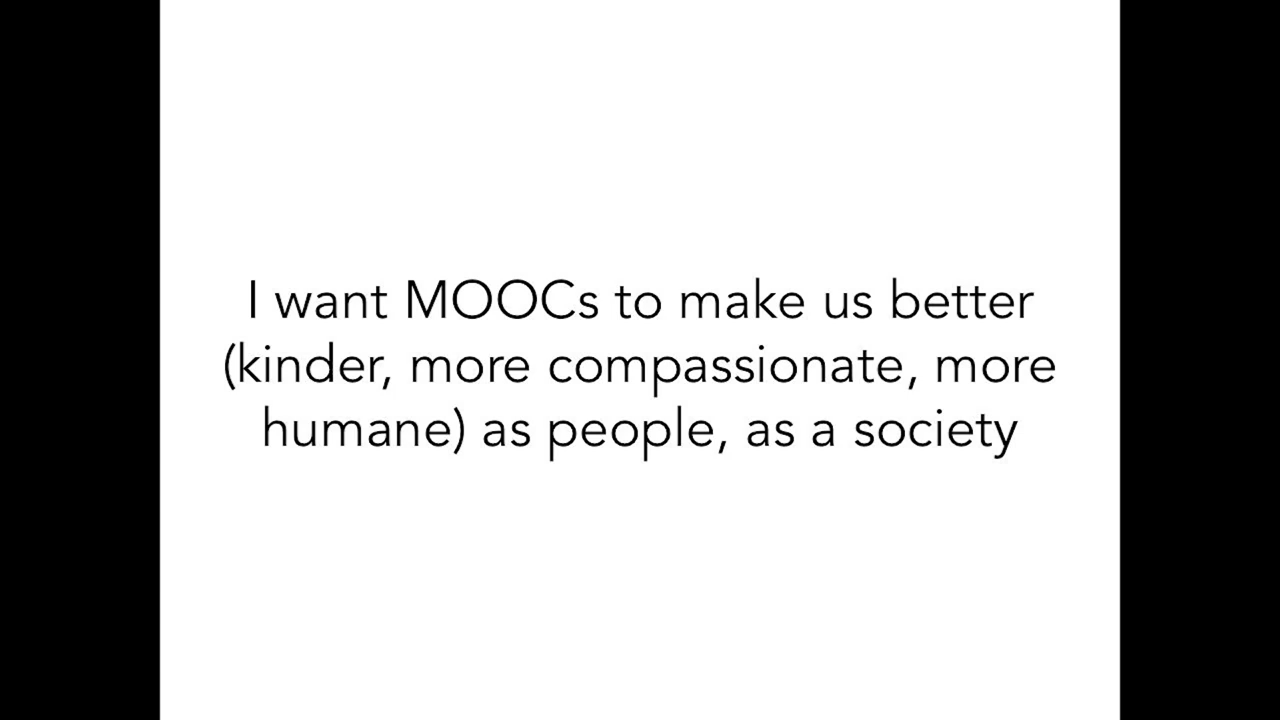 I want MOOCs to make us better
(kinder, more compassionate, more
humane) as people, as a society